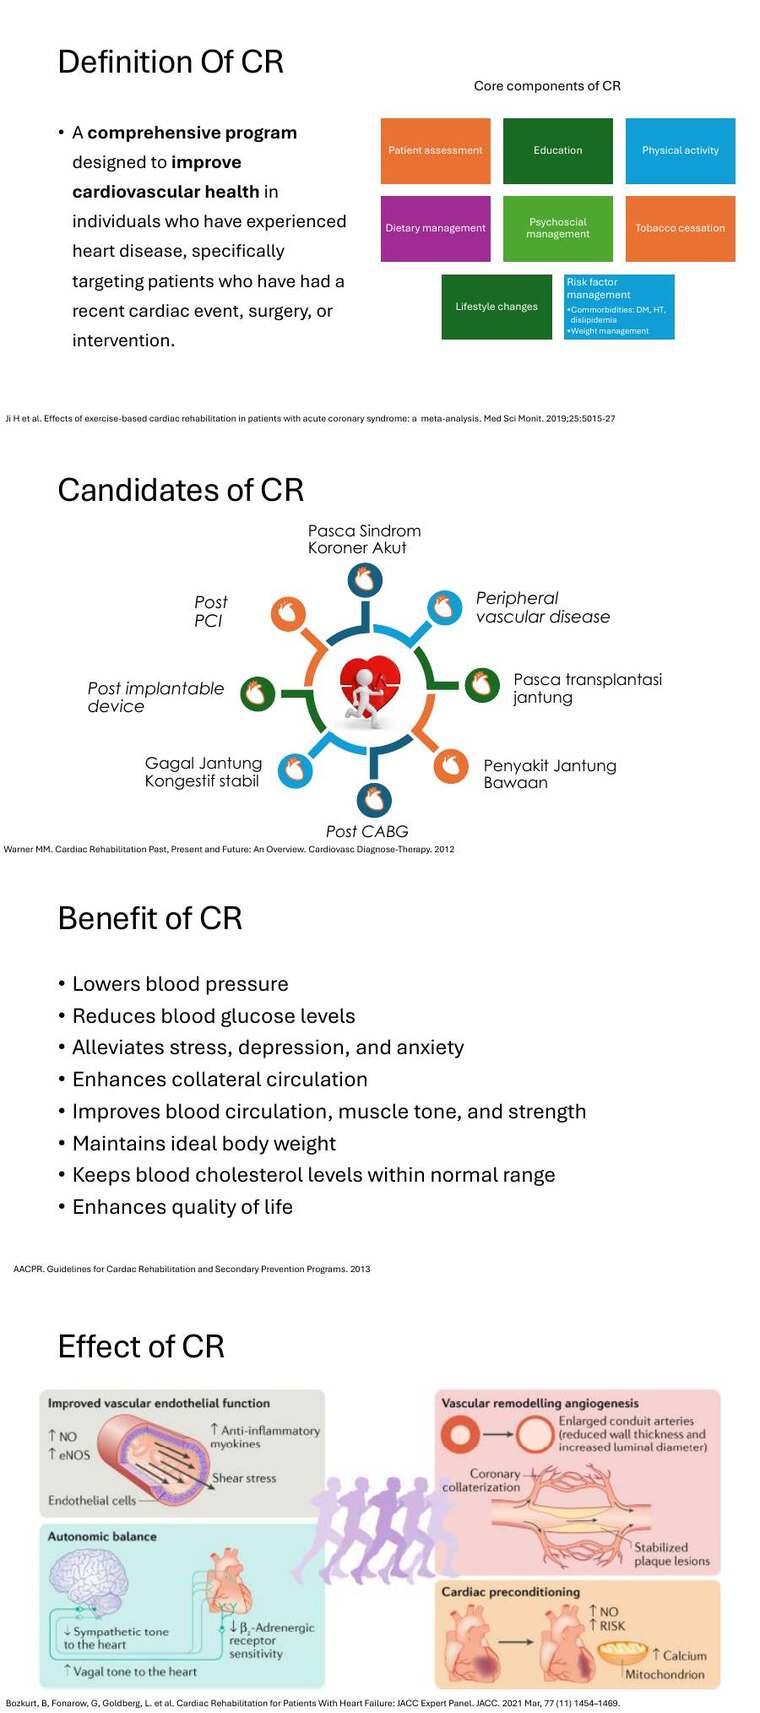 Definition Of CR
• A comprehensive program
designed to improve
cardiovascular health in
individuals who have experienced
heart disease, specifically
targeting patients who have had a
recent cardiac event, surgery, or
intervention.
Core components of CR
Patient assessment
Education
Physical activity
Dietary management
Psychoscial
management
Tobacco cessation
Lifestyle changes
Risk factor
management
•Commorbidities: DM, HT,
dislipidemia
•Weight management
Ji H et al. Effects of exercise-based cardiac rehabilitation in patients with acute coronary syndrome: a meta-analysis. Med Sci Monit. 2019;25:5015-27
Candidates of CR
Pasca Sindrom
Koroner Akut
Post
PCI
Peripheral
vascular disease
Post implantable
device
Pasca transplantasi
jantung
Gagal Jantung
Kongestif stabil
Penyakit Jantung
Bawaan
Post CABG
Warner MM. Cardiac Rehabilitation Past, Present and Future: An Overview. Cardiovasc Diagnose-Therapy. 2012
Benefit of CR
• Lowers blood pressure
• Reduces blood glucose levels
• Alleviates stress, depression, and anxiety
• Enhances collateral circulation
• Improves blood circulation, muscle tone, and strength
• Maintains ideal body weight
• Keeps blood cholesterol levels within normal range
• Enhances quality of life
AACPR. Guidelines for Cardac Rehabilitation and Secondary Prevention Programs. 2013
Effect of CR
Improved vascular endothelial function
↑ NO
↑ eNOS
↑ Anti-inflammatory
myokines
Shear stress
Endothelial cells
Autonomic balance
↓ Sympathetic tone
to the heart
↓ β₁-Adrenergic
receptor
sensitivity
↑ Vagal tone to the heart
Vascular remodelling angiogenesis
Enlarged conduit arteries
(reduced wall thickness and
increased luminal diameter)
Coronary
collaterization
Stabilized
plaque lesions
Cardiac preconditioning
↑ NO
↑ RISK
↑ Calcium
Mitochondrion
Bozkurt, B, Fonarow, G, Goldberg, L. et al. Cardiac Rehabilitation for Patients With Heart Failure: JACC Expert Panel. JACC. 2021 Mar, 77 (11) 1454–1469.